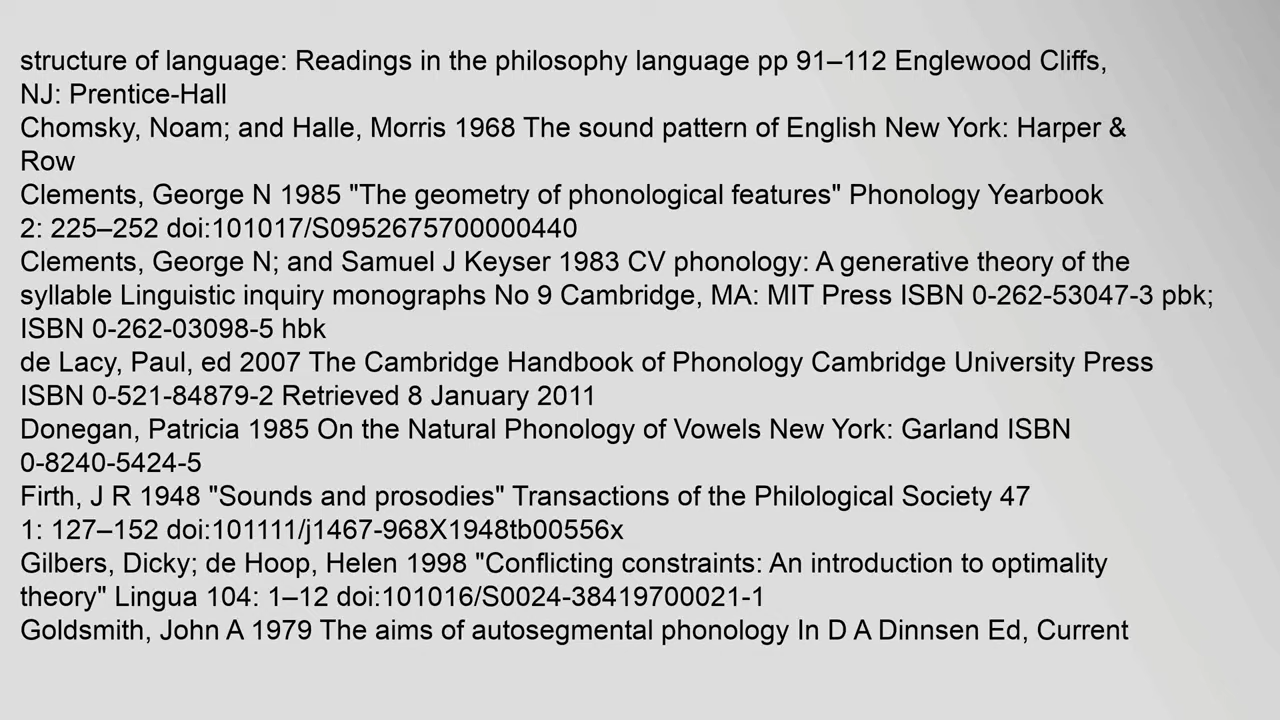 structure of language: Readings in the philosophy language pp 91–112 Englewood Cliffs,
NJ: Prentice-Hall
Chomsky, Noam; and Halle, Morris 1968 The sound pattern of English New York: Harper &
Row
Clements, George N 1985 "The geometry of phonological features" Phonology Yearbook
2: 225–252 doi:101017/S0952675700000440
Clements, George N; and Samuel J Keyser 1983 CV phonology: A generative theory of the
syllable Linguistic inquiry monographs No 9 Cambridge, MA: MIT Press ISBN 0-262-53047-3 pbk;
ISBN 0-262-03098-5 hbk
de Lacy, Paul, ed 2007 The Cambridge Handbook of Phonology Cambridge University Press
ISBN 0-521-84879-2 Retrieved 8 January 2011
Donegan, Patricia 1985 On the Natural Phonology of Vowels New York: Garland ISBN
0-8240-5424-5
Firth, J R 1948 "Sounds and prosodies" Transactions of the Philological Society 47
1: 127–152 doi:101111/j1467-968X1948tb00556x
Gilbers, Dicky; de Hoop, Helen 1998 "Conflicting constraints: An introduction to optimality
theory" Lingua 104: 1–12 doi:101016/S0024-38419700021-1
Goldsmith, John A 1979 The aims of autosegmental phonology In D A Dinnsen Ed, Current